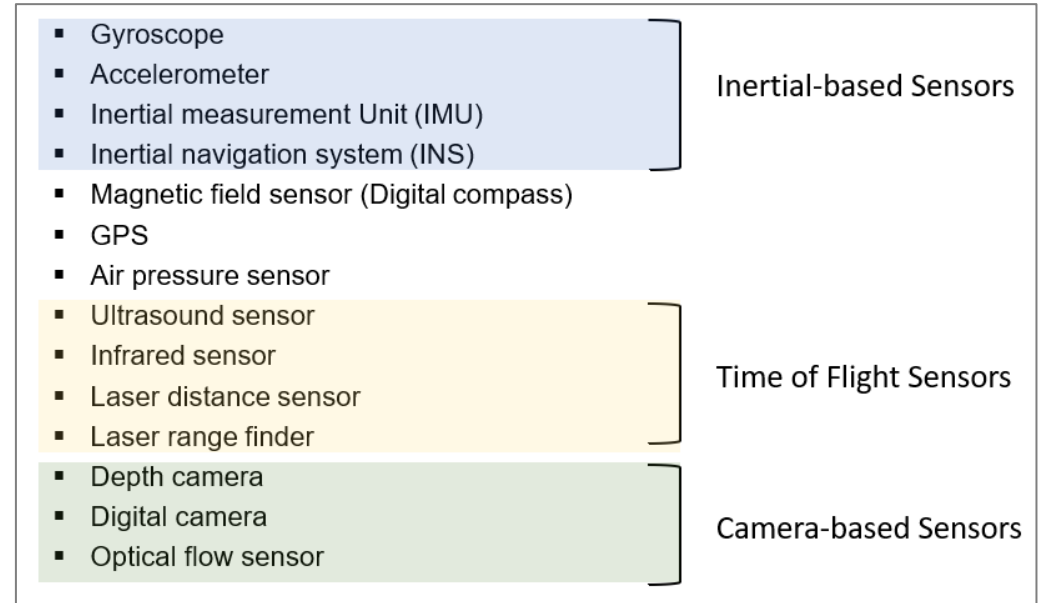 ▪ Gyroscope
▪ Accelerometer
Inertial-based Sensors
▪ Inertial measurement Unit (IMU)
▪ Inertial navigation system (INS)
▪ Magnetic field sensor (Digital compass)
▪ GPS
▪ Air pressure sensor
▪ Ultrasound sensor
▪ Infrared sensor
Time of Flight Sensors
▪ Laser distance sensor
▪ Laser range finder
▪ Depth camera
▪ Digital camera
Camera-based Sensors
▪ Optical flow sensor